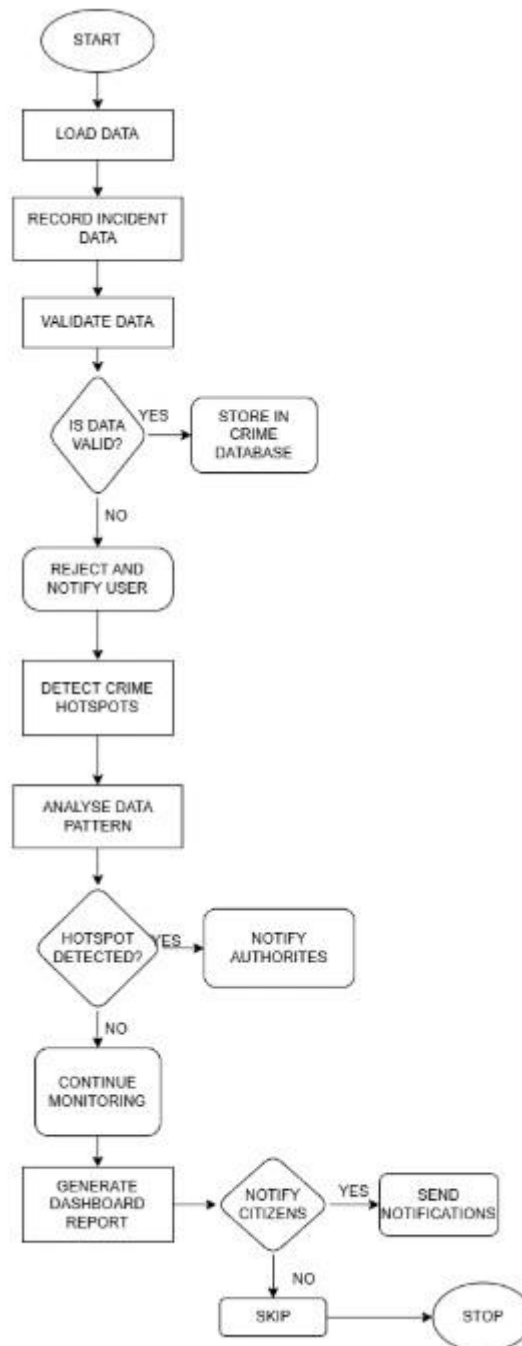 START
LOAD DATA
RECORD INCIDENT
DATA
VALIDATE DATA
IS DATA
VALID?
YES
STORE IN
CRIME
DATABASE
NO
REJECT AND
NOTIFY USER
DETECT CRIME
HOTSPOTS
ANALYSE DATA
PATTERN
HOTSPOT
DETECTED?
YES
NOTIFY
AUTHORITES
NO
CONTINUE
MONITORING
GENERATE
DASHBOARD
REPORT
NOTIFY
CITIZENS
YES
SEND
NOTIFICATIONS
NO
SKIP
STOP